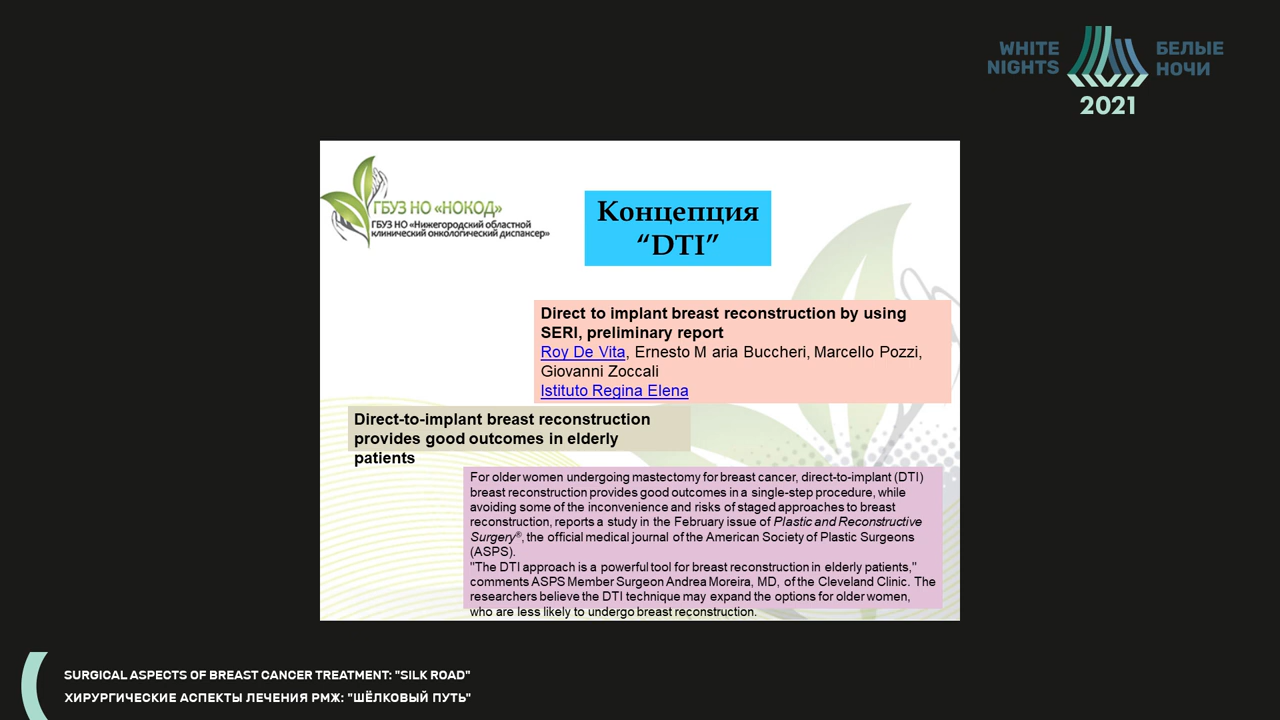 WHITE NIGHTS
БЕЛЫЕ НОЧИ
2021
ГБУЗ НО «НОКОД»
ГБУЗ НО «Нижегородский областной
клинический онкологический диспансер»
Концепция
“DTI”
Direct to implant breast reconstruction by using
SERI, preliminary report
Roy De Vita, Ernesto M aria Buccheri, Marcello Pozzi,
Giovanni Zoccali
Istituto Regina Elena
Direct-to-implant breast reconstruction
provides good outcomes in elderly
patients
For older women undergoing mastectomy for breast cancer, direct-to-implant (DTI)
breast reconstruction provides good outcomes in a single-step procedure, while
avoiding some of the inconvenience and risks of staged approaches to breast
reconstruction, reports a study in the February issue of Plastic and Reconstructive
Surgery®, the official medical journal of the American Society of Plastic Surgeons
(ASPS).
"The DTI approach is a powerful tool for breast reconstruction in elderly patients,"
comments ASPS Member Surgeon Andrea Moreira, MD, of the Cleveland Clinic. The
researchers believe the DTI technique may expand the options for older women,
who are less likely to undergo breast reconstruction.
SURGICAL ASPECTS OF BREAST CANCER TREATMENT: "SILK ROAD"
ХИРУРГИЧЕСКИЕ АСПЕКТЫ ЛЕЧЕНИЯ РМЖ: "ШЁЛКОВЫЙ ПУТЬ"